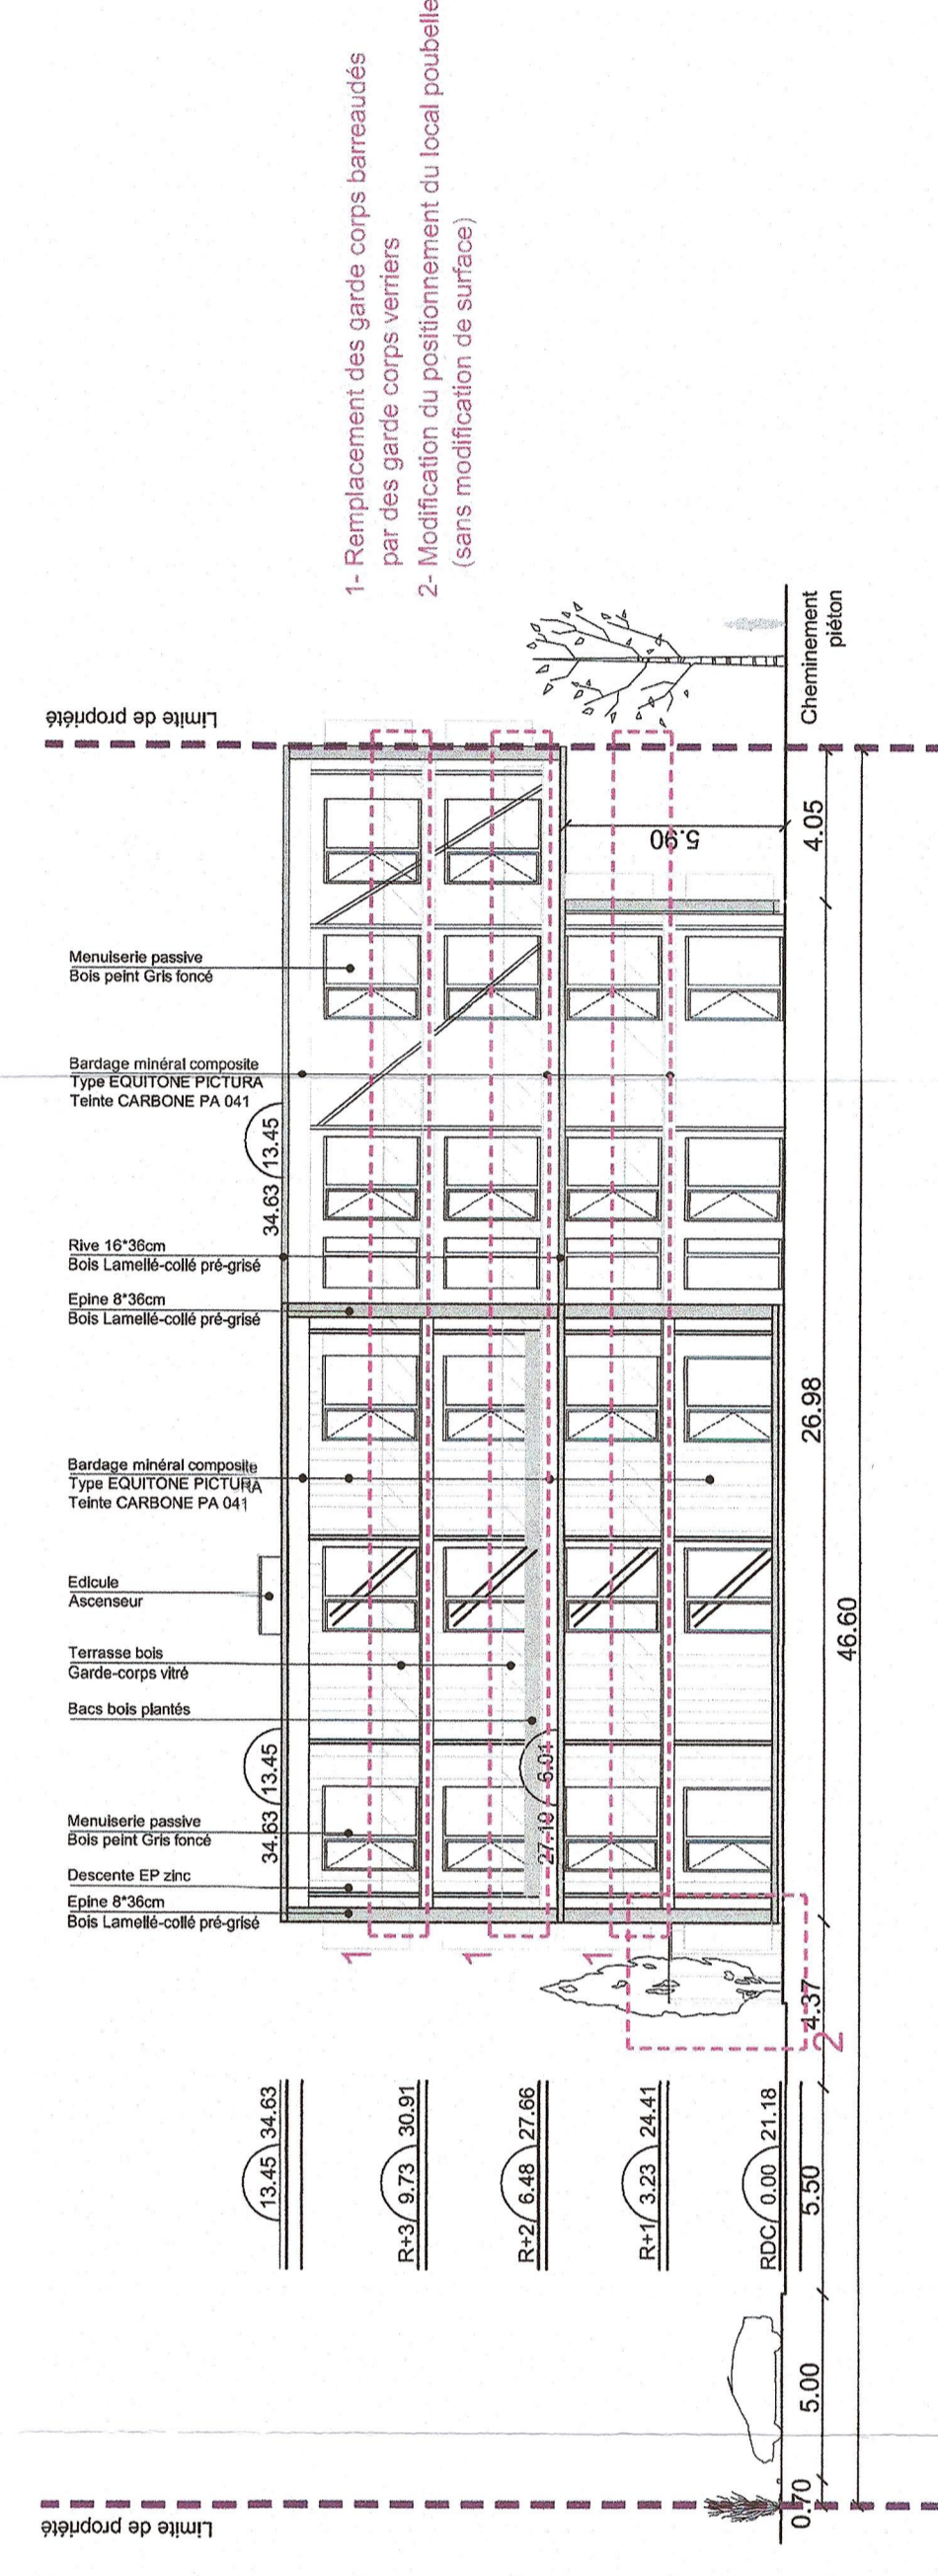 1- Remplacement des garde corps barreaudés
par des garde corps verriers
2- Modification du positionnement du local poubelle
(sans modification de surface)
Limite de propriété
Limite de propriété
Epine 8*36cm
Bois Lamellé-collé pré-grisé
Descente EP zinc
Menuiserie passive
Bois peint Gris foncé
Bacs bois plantés
Terrasse bois
Garde-corps vitré
Edicule
Ascenseur
Bardage minéral composite
Type EQUITONE PICTURA
Teinte CARBONE PA 041
Epine 8*36cm
Bois Lamellé-collé pré-grisé
Rive 16*36cm
Bois Lamellé-collé pré-grisé
Bardage minéral composite
Type EQUITONE PICTURA
Teinte CARBONE PA 041
Menuiserie passive
Bois peint Gris foncé
13.45 34.63
34.63 13.45
34.63 13.45
R+3 9.73 30.91
1
R+2 6.48 27.66
1
27.19 6.01
R+1 3.23 24.41
1
5.90
RDC 0.00 21.18
2
Cheminement
piéton
0.70
5.00
5.50
4.37
26.98
4.05
46.60